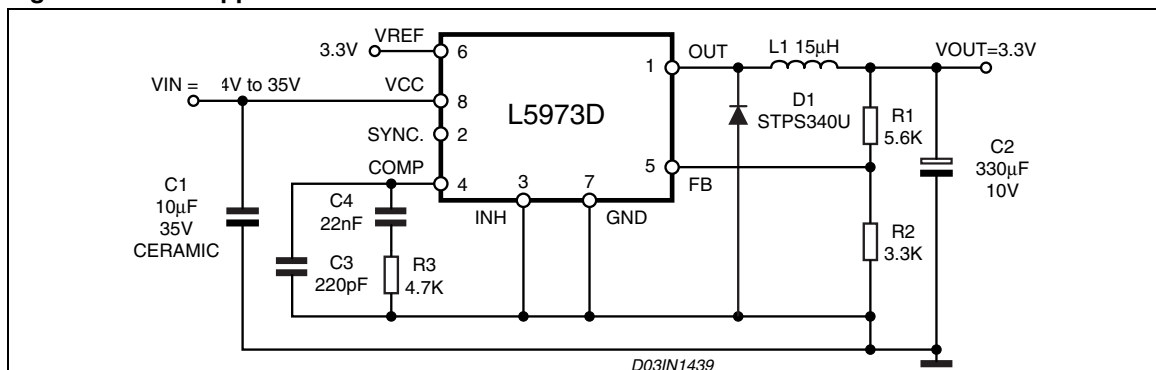 VREF
3.3V
6
OUT
1
L1 15µH
VOUT=3.3V
VIN = 4V to 35V
VCC
8
L5973D
D1
STPS340U
R1
5.6K
SYNC.
2
COMP
4
3
7
5
FB
INH
GND
C2
330µF
10V
C1
10µF
35V
CERAMIC
C4
22nF
C3
220pF
R3
4.7K
R2
3.3K
D03IN1439